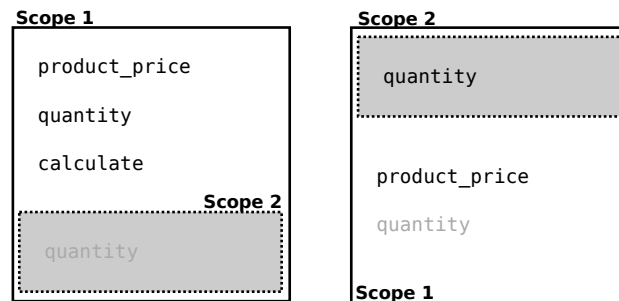 Scope 1
product_price
quantity
calculate
Scope 2
quantity
Scope 2
quantity
product_price
quantity
Scope 1